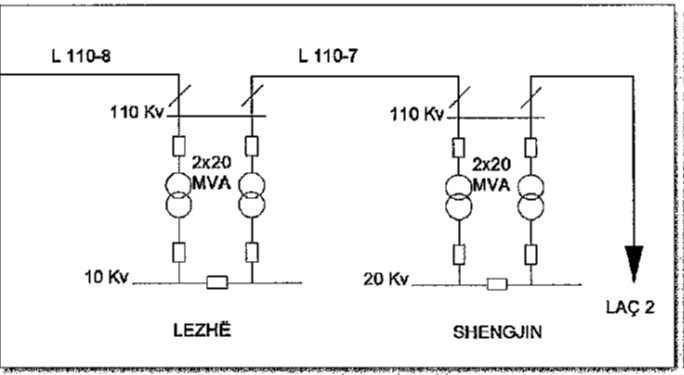 L 110-8
L 110-7
110 Kv
110 Kv
2x20
MVA
2x20
MVA
10 Kv
20 Kv
LAÇ 2
LEZHË
SHENGJIN